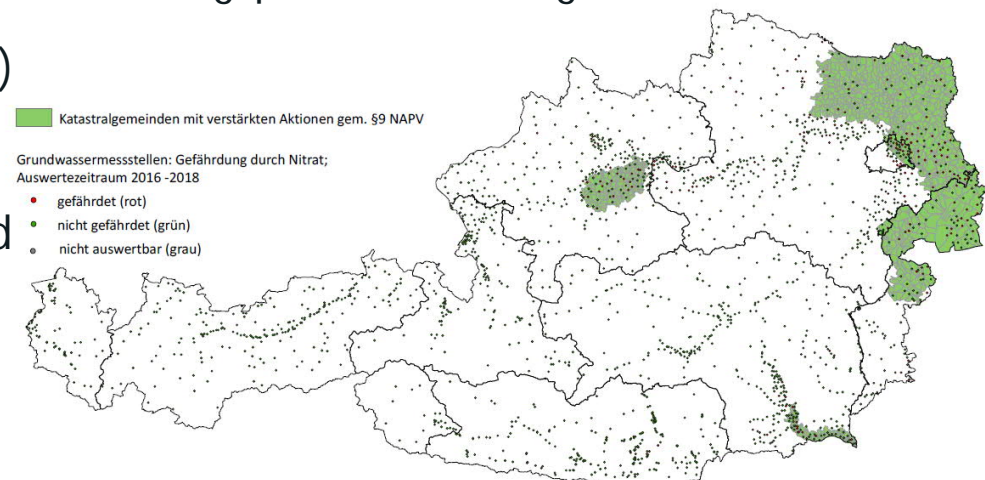 )
Katastralgemeinden mit verstärkten Aktionen gem. §9 NAPV
Grundwassermessstellen: Gefährdung durch Nitrat;
Auswertezeitraum 2016 -2018
gefährdet (rot)
d
nicht gefährdet (grün)
nicht auswertbar (grau)